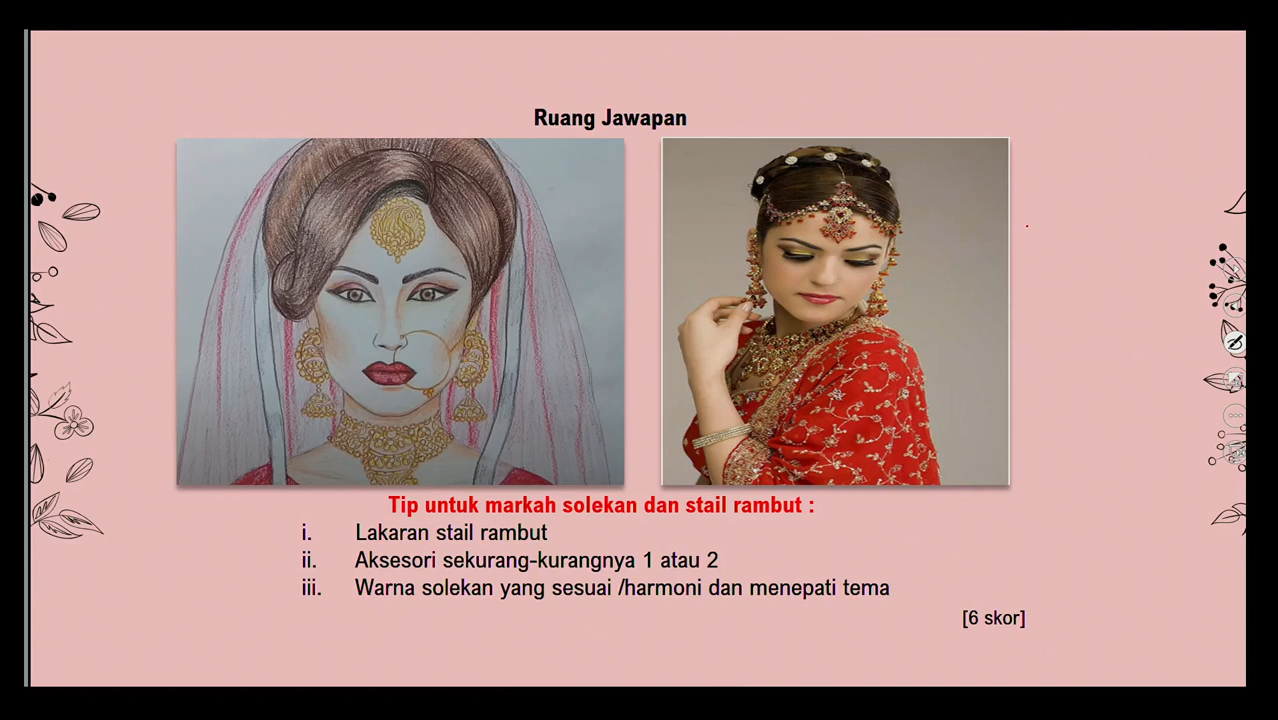 Ruang Jawapan
Tip untuk markah solekan dan stail rambut :
i. Lakaran stail rambut
ii. Aksesori sekurang-kurangnya 1 atau 2
iii. Warna solekan yang sesuai /harmoni dan menepati tema
[6 skor]